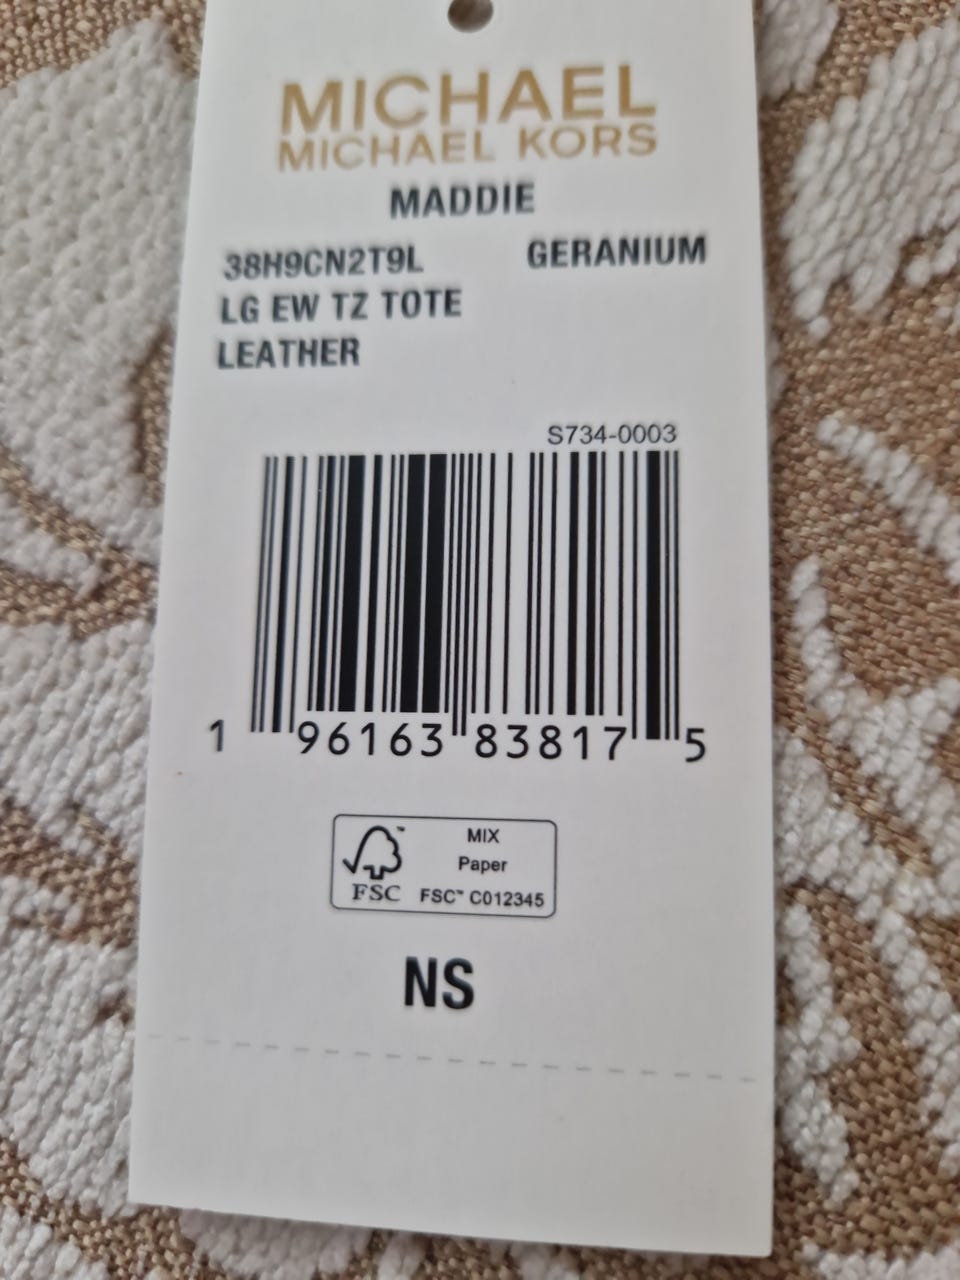 MICHAEL
MICHAEL KORS
MADDIE
38H9CN2T9L GERANIUM
LG EW TZ TOTE
LEATHER
S734-0003
1 96163 83817 5
FSC™
MIX
Paper
FSC™ C012345
NS